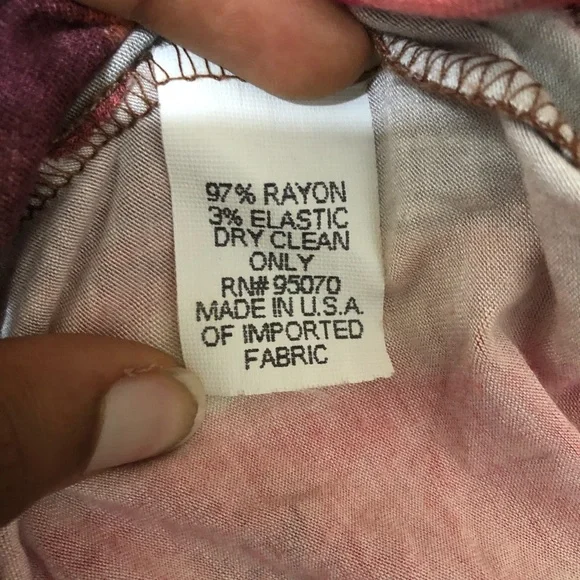 97% RAYON
3% ELASTIC
DRY CLEAN
ONLY
RN# 95070
MADE IN U.S.A.
OF IMPORTED
FABRIC